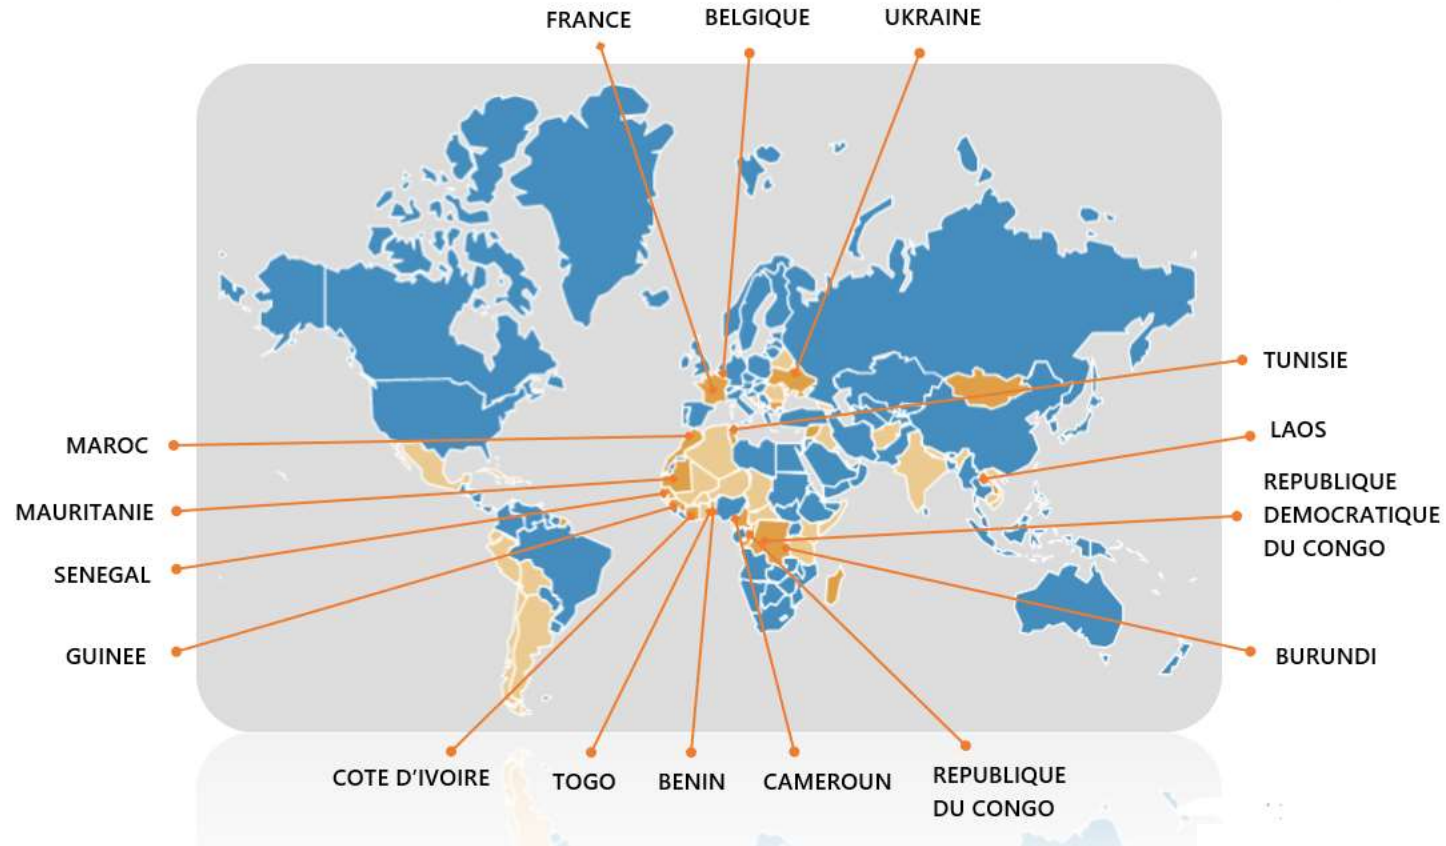 FRANCE
BELGIQUE
UKRAINE
TUNISIE
LAOS
REPUBLIQUE
DEMOCRATIQUE
DU CONGO
BURUNDI
MAROC
MAURITANIE
SENEGAL
GUINEE
COTE D'IVOIRE
TOGO
BENIN
CAMEROUN
REPUBLIQUE
DU CONGO